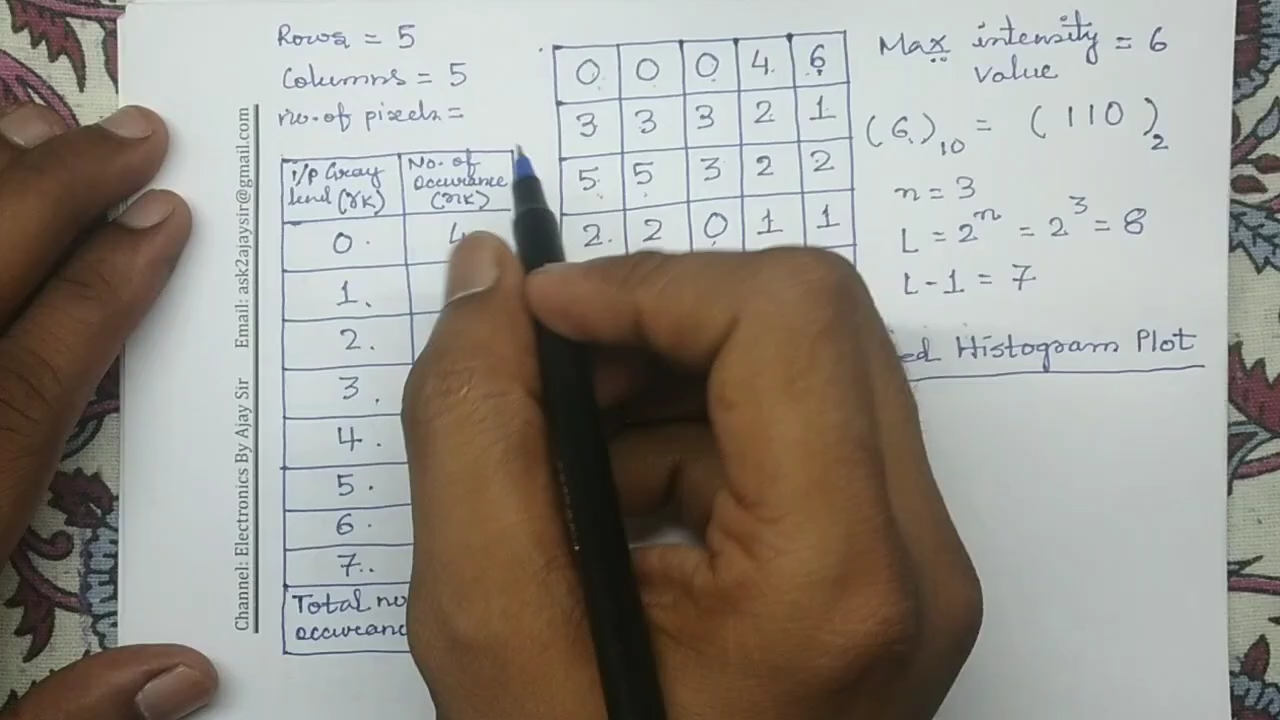 Rows = 5
Columns = 5
no. of pixels =
i/p Gray level (rk)
No. of Occurance (nk)
0. 4
1.
2.
3.
4.
5.
6.
7..
Total no
occuranc
0 0 0 4 6
3 3 3 2 1
5 5 3 2 2
2 2 0 1 1
Max intensity value = 6
(6)10 = (110)2
n = 3
L = 2^n = 2^3 = 8
L-1 = 7
ed Histogram Plot
Channel: Electronics By Ajay Sir Email: ask2ajaysir@gmail.com